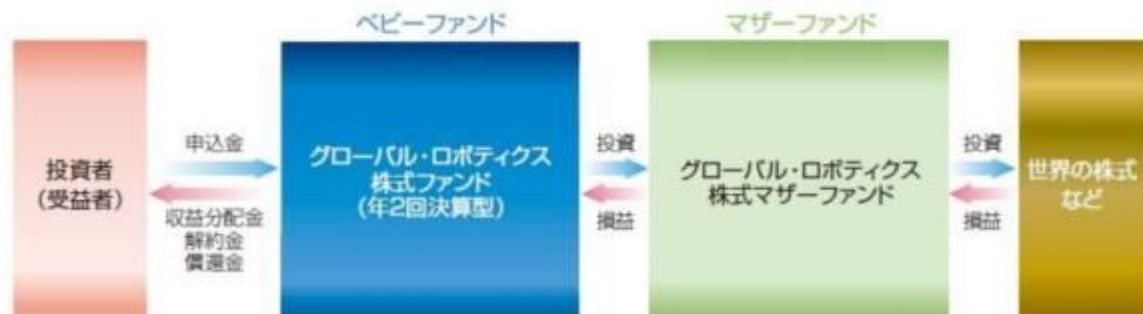 ベビーファンド
マザーファンド
投資者
(受益者)
申込金
収益分配金
解約金
償還金
グローバル・ロボティクス
株式ファンド
(年2回決算型)
投資
損益
グローバル・ロボティクス
株式マザーファンド
投資
損益
世界の株式
など